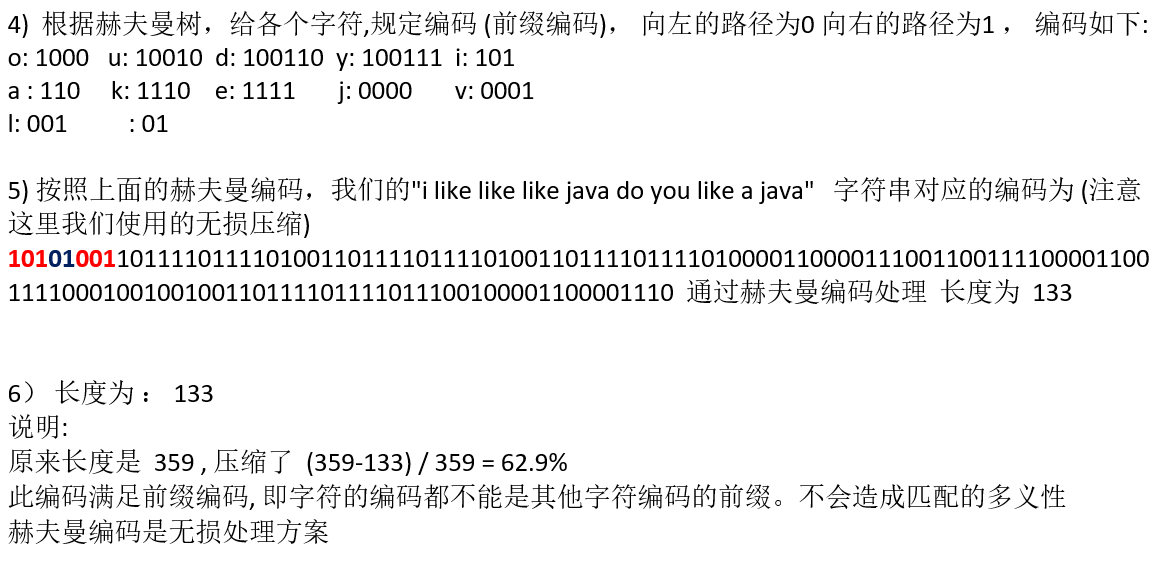 4)  根据赫夫曼树，给各个字符,规定编码 (前缀编码)， 向左的路径为0 向右的路径为1 ， 编码如下:
o: 1000   u: 10010  d: 100110  y: 100111  i: 101
a : 110     k: 1110    e: 1111       j: 0000       v: 0001
l: 001          : 01
5) 按照上面的赫夫曼编码，我们的"i like like like java do you like a java"   字符串对应的编码为 (注意
这里我们使用的无损压缩)
101010011011110111101001101111011110100110111101111010000110000111001100111100001100
1111000100100100110111101111011100100001100001110  通过赫夫曼编码处理  长度为  133
6） 长度为 ： 133
说明:
原来长度是  359 , 压缩了  (359-133) / 359 = 62.9%
此编码满足前缀编码, 即字符的编码都不能是其他字符编码的前缀。不会造成匹配的多义性
赫夫曼编码是无损处理方案